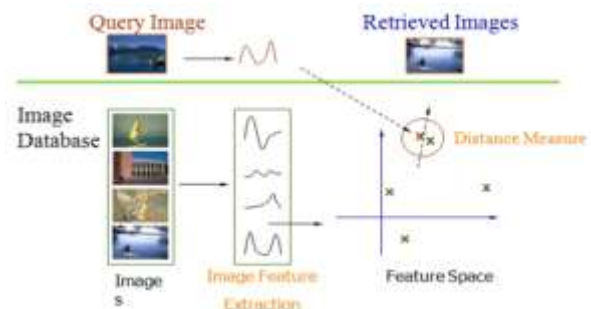 Query Image
Retrieved Images
Image
Database
Distance Measure
Image
s
Image Feature
Extraction
Feature Space